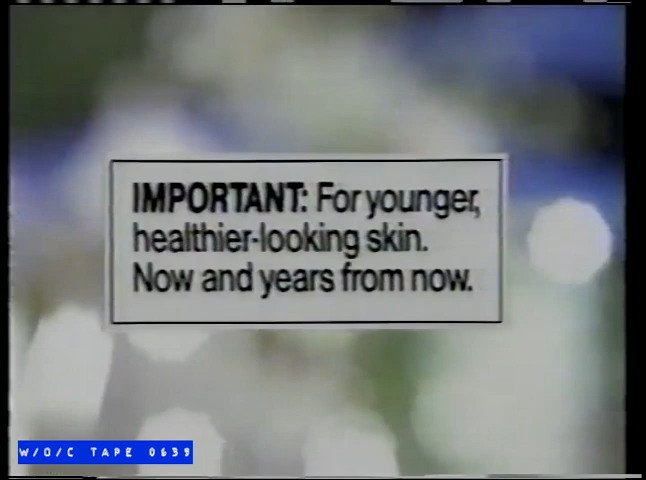 IMPORTANT: For younger,
healthier-looking skin.
Now and years from now.
W/O/C TAPE 0639